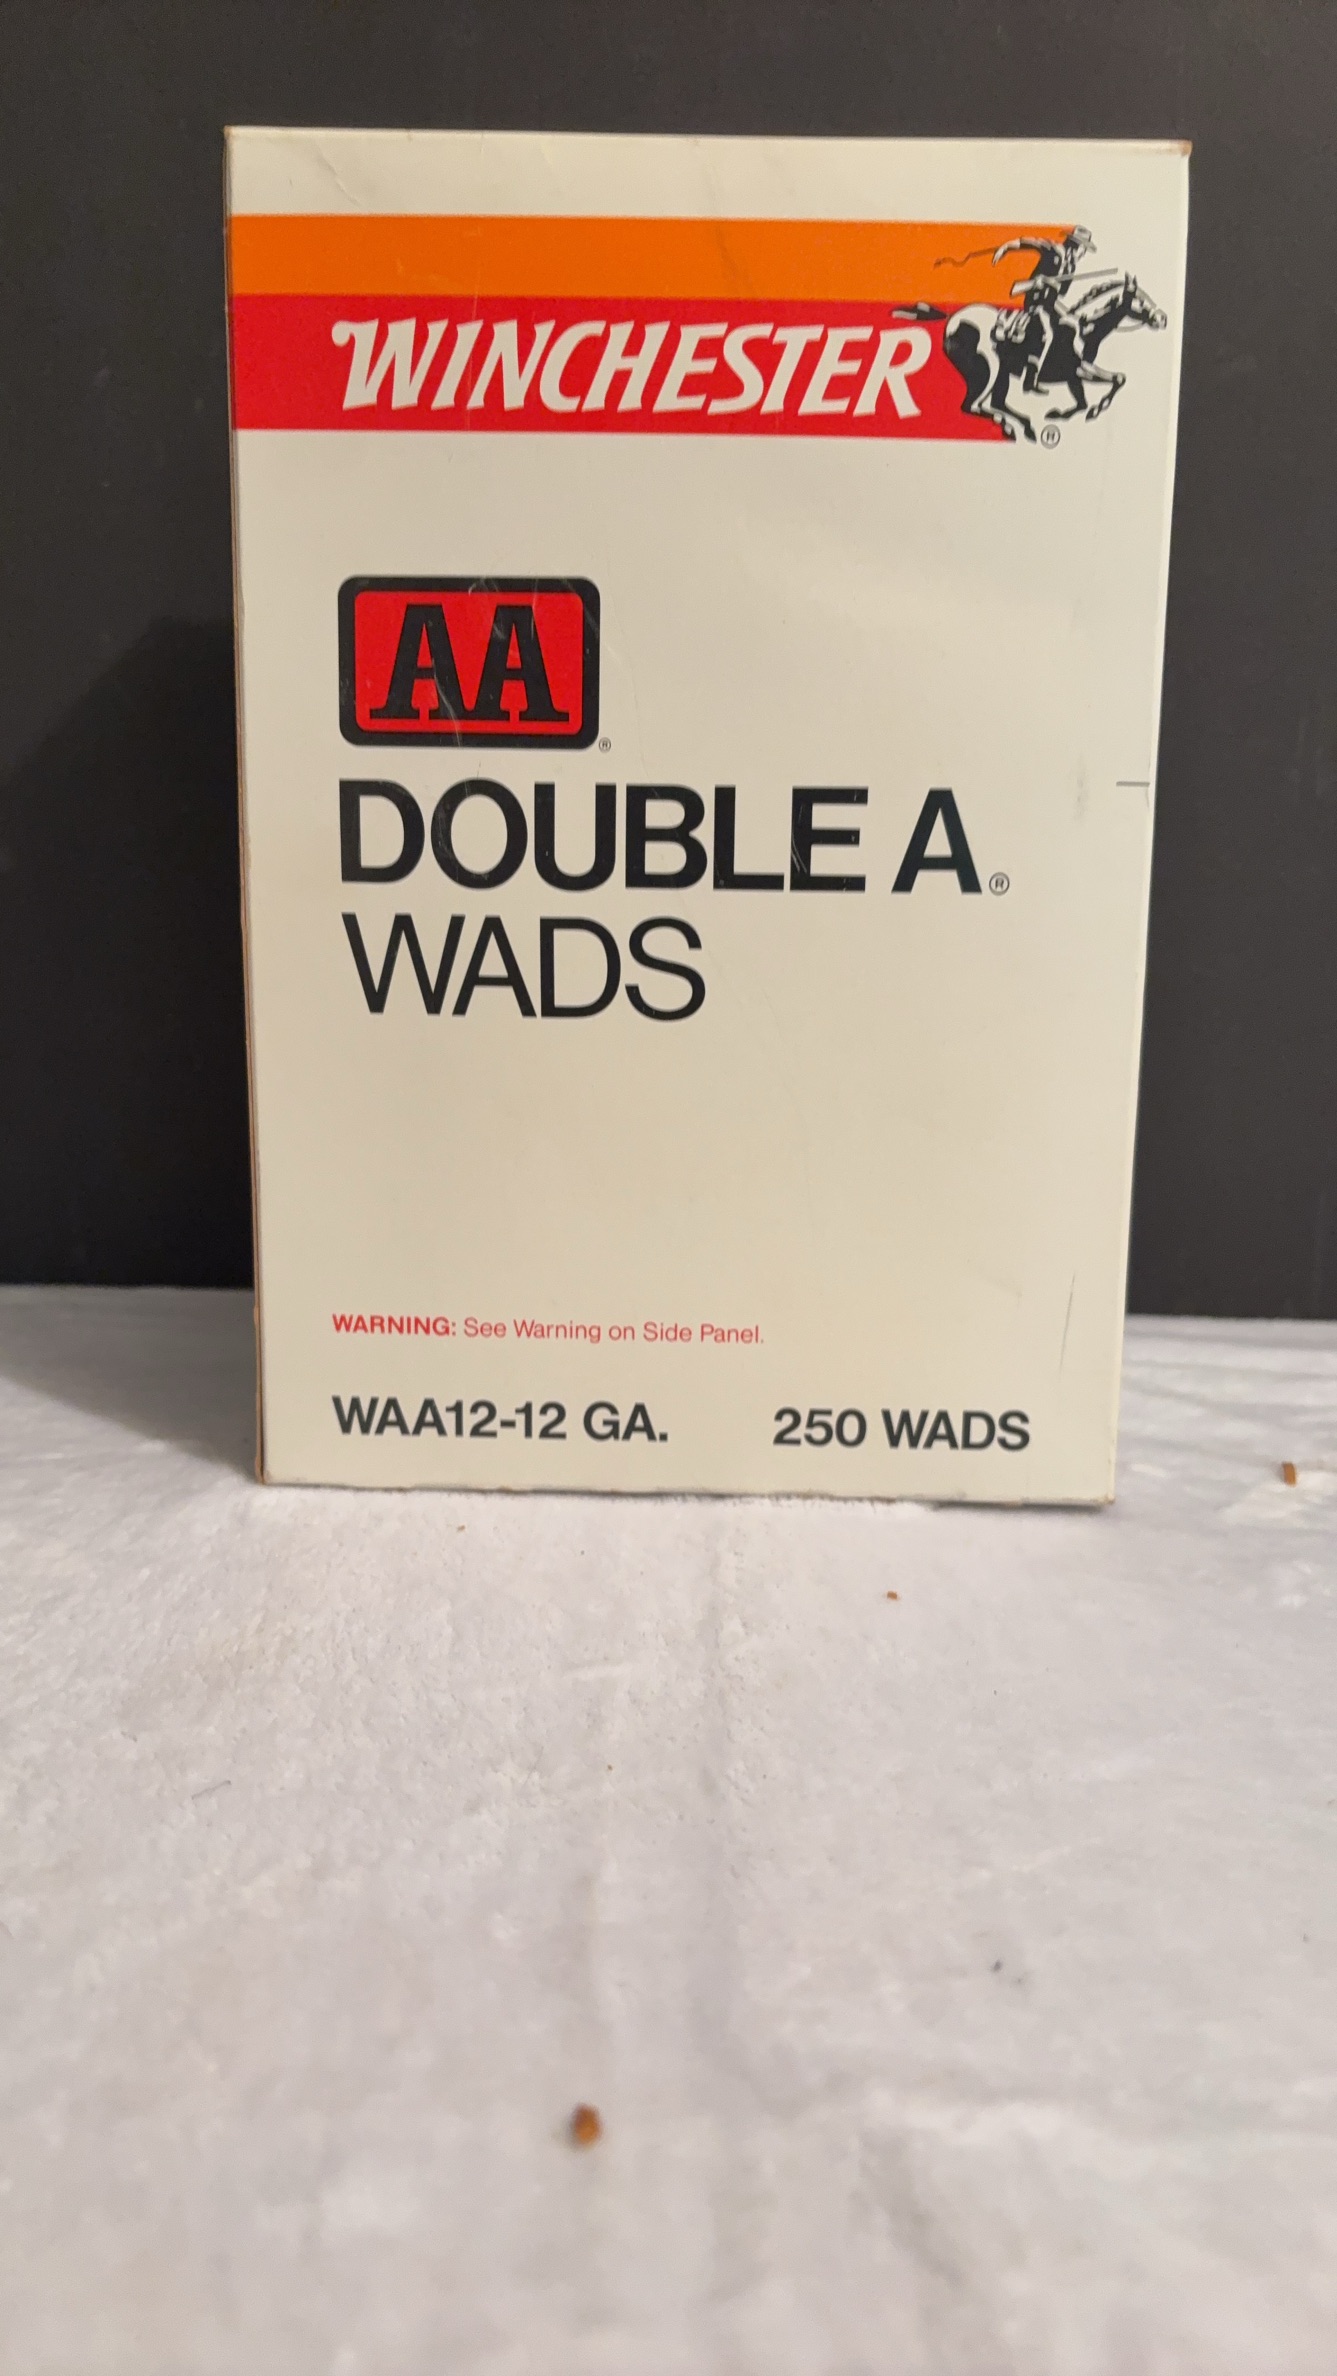 WINCHESTER
®
AA
®
DOUBLE A®
WADS
WARNING: See Warning on Side Panel.
WAA12-12 GA. 250 WADS